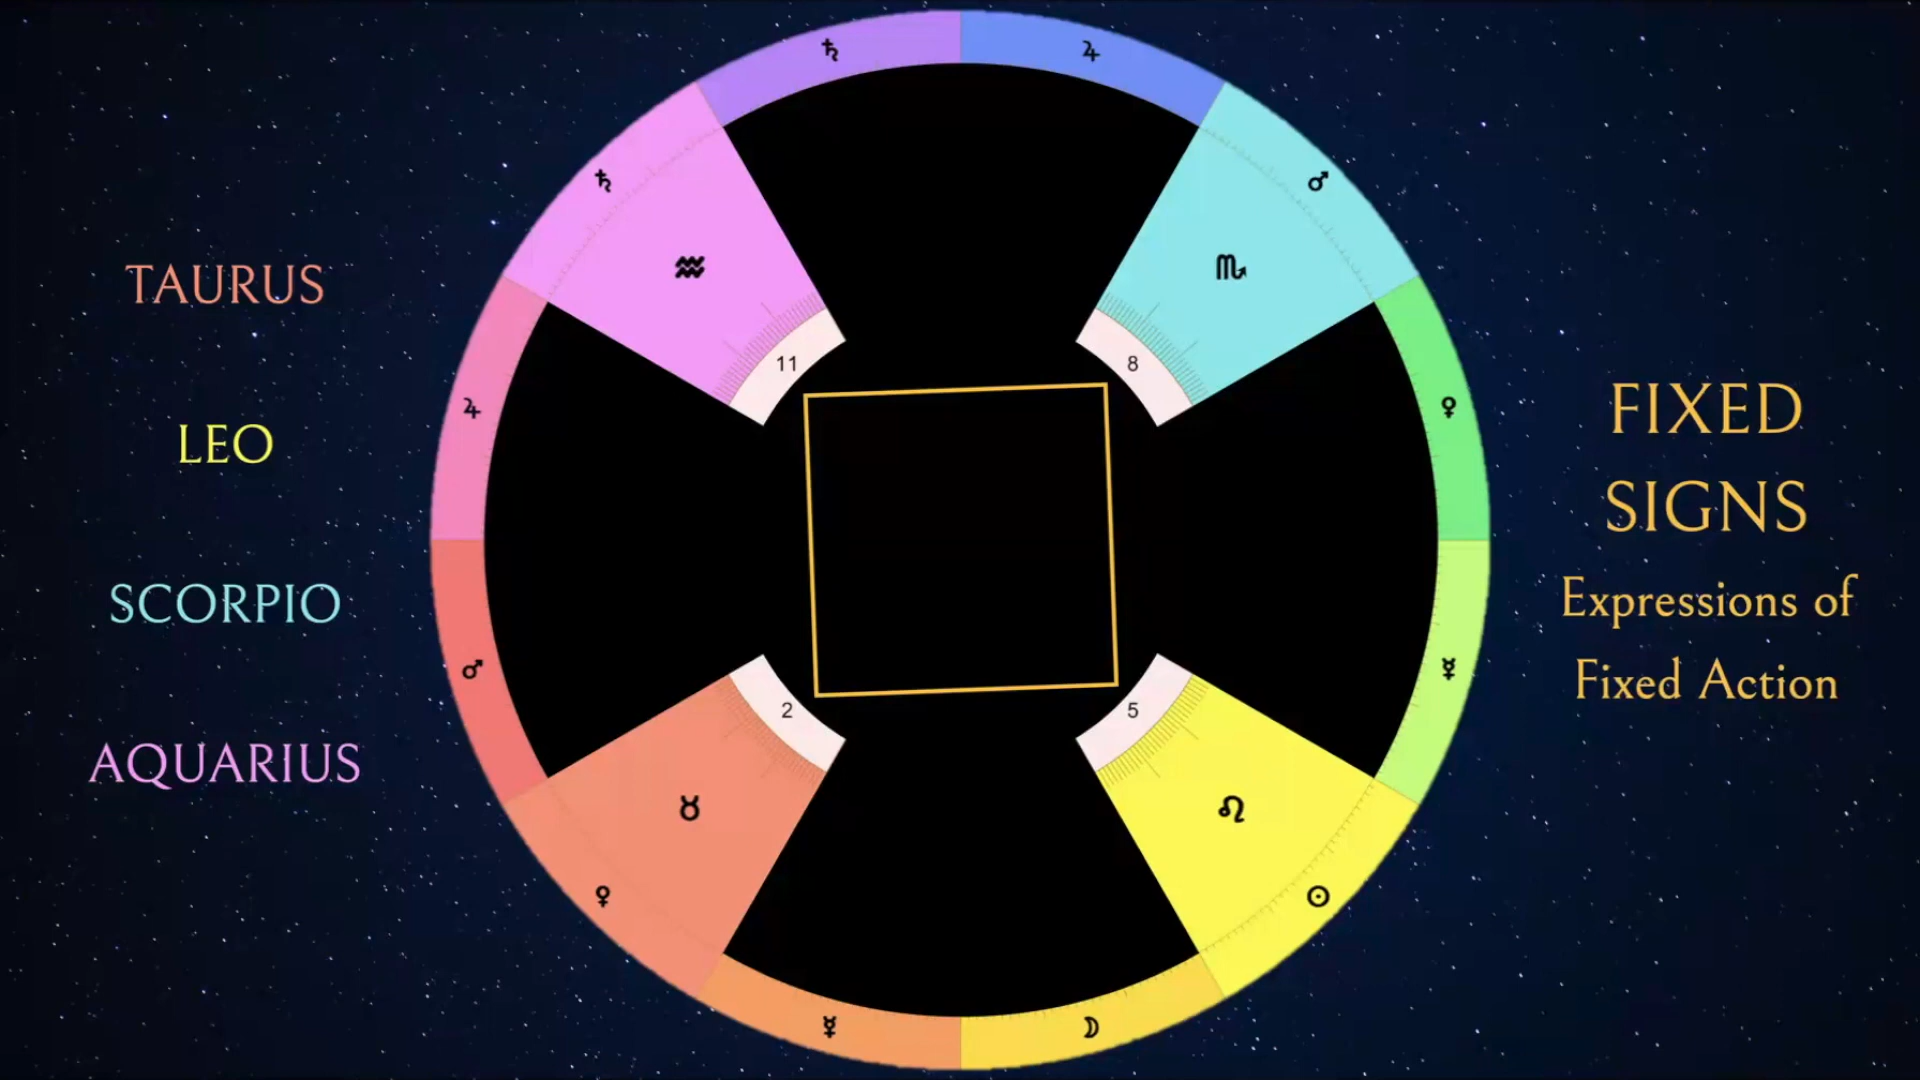 TAURUS
LEO
SCORPIO
AQUARIUS
♄
♃
♄
♂
♒
♏
11
8
♃
♀
♂
☿
2
5
♉
♌
♀
☉
☿
☽
FIXED
SIGNS
Expressions of
Fixed Action